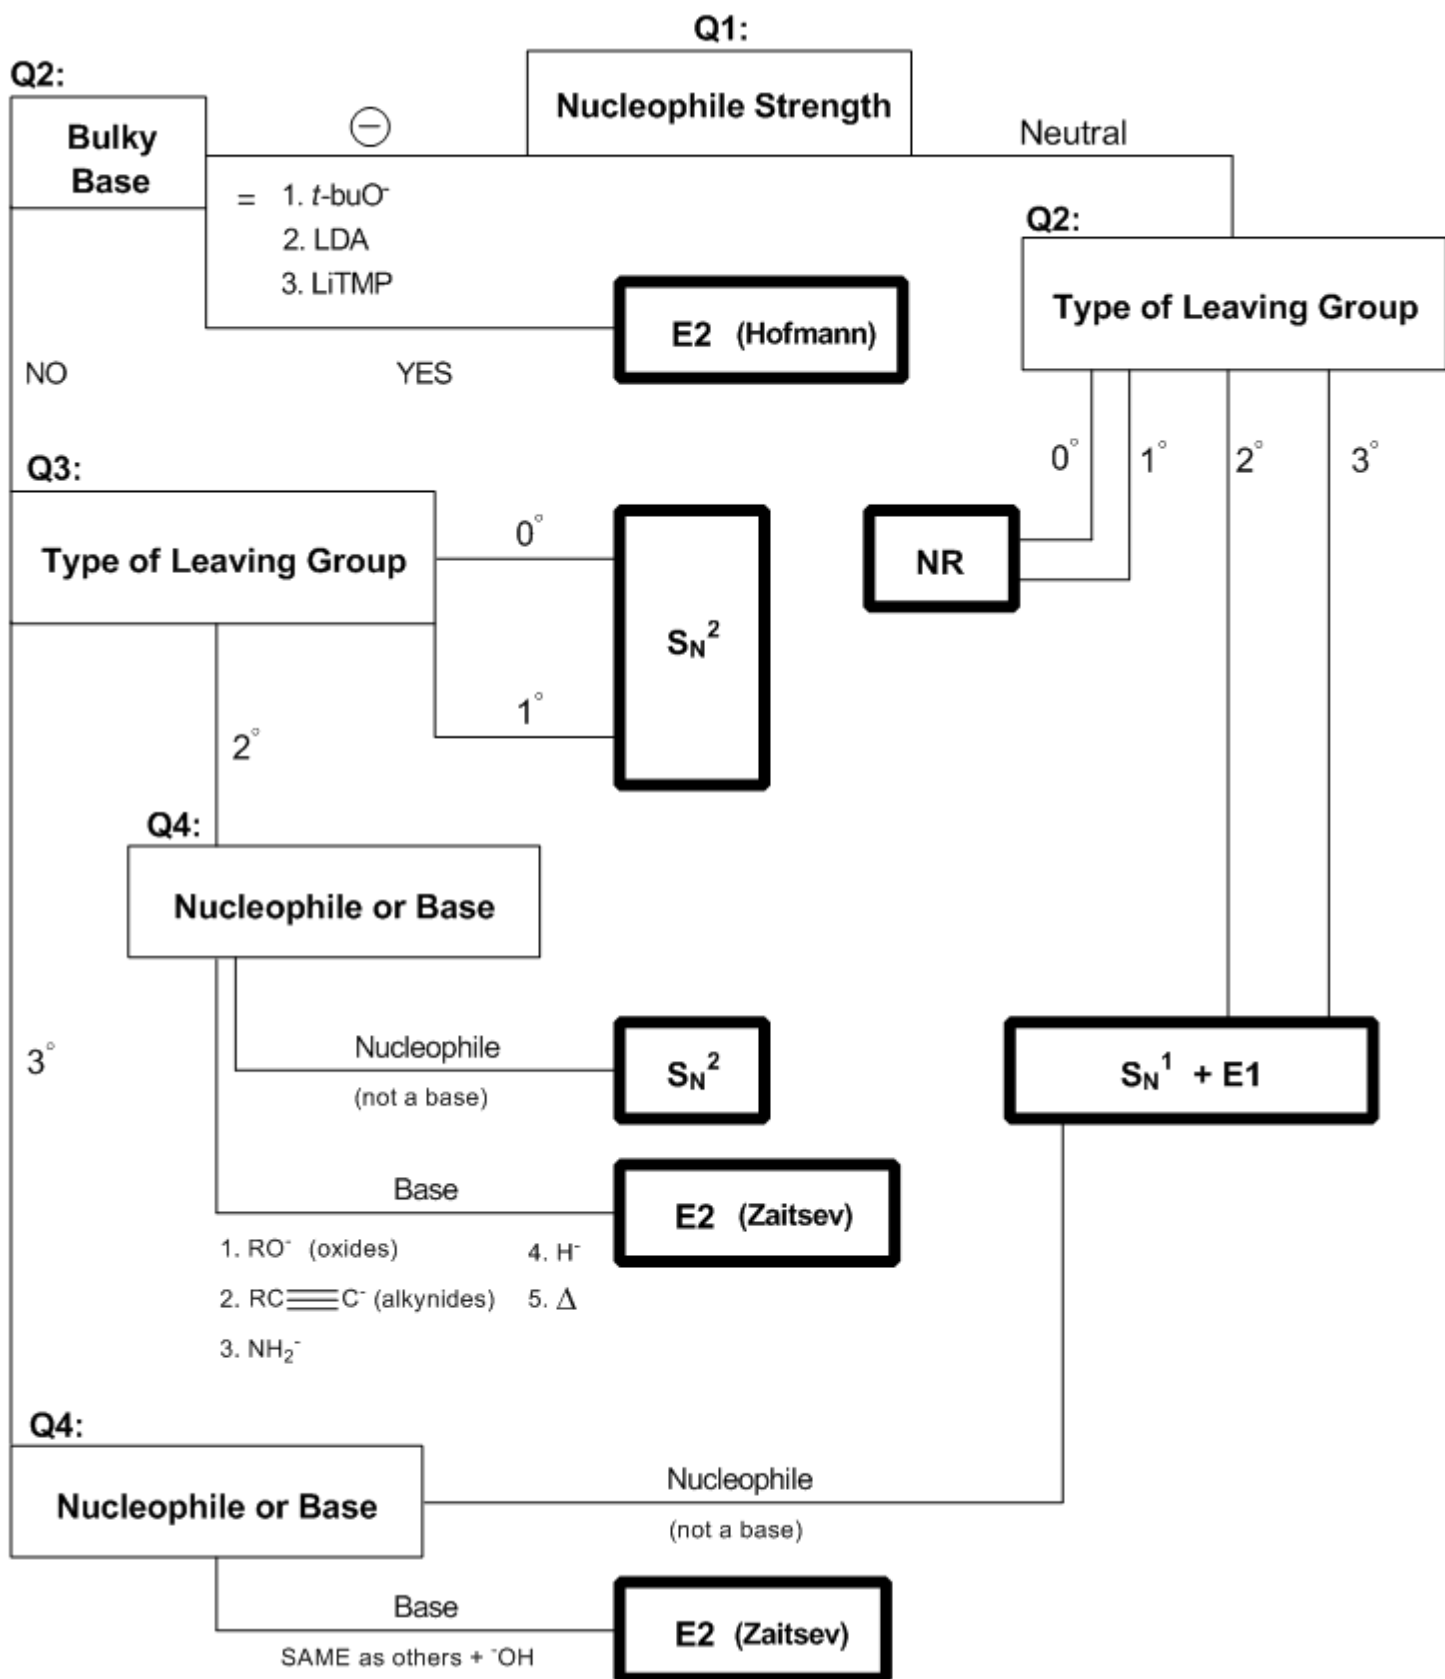 Q1:
Nucleophile Strength
Q2:
Bulky
Base
⊖
Neutral
= 1. t-buO⁻
2. LDA
3. LiTMP
Q2:
Type of Leaving Group
E2 (Hofmann)
NO
YES
0°
1°
2°
3°
Q3:
Type of Leaving Group
0°
1°
SN²
NR
2°
Q4:
Nucleophile or Base
3°
Nucleophile
(not a base)
SN²
SN¹ + E1
Base
E2 (Zaitsev)
1. RO⁻ (oxides)
4. H⁻
2. RC≡C⁻ (alkynides)
5. Δ
3. NH₂⁻
Q4:
Nucleophile or Base
Nucleophile
(not a base)
Base
SAME as others + ⁻OH
E2 (Zaitsev)